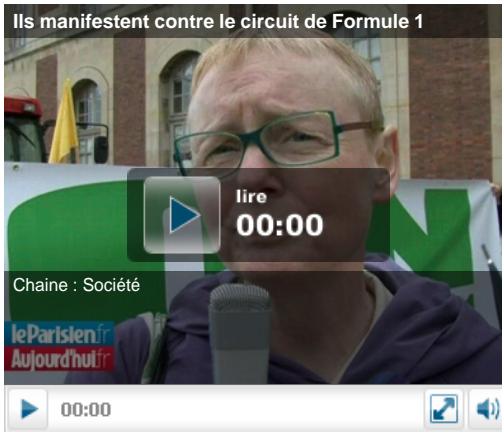 Ils manifestent contre le circuit de Formule 1
lire
00:00
Chaine : Société
leParisien.fr
Aujourd'hui.fr
00:00